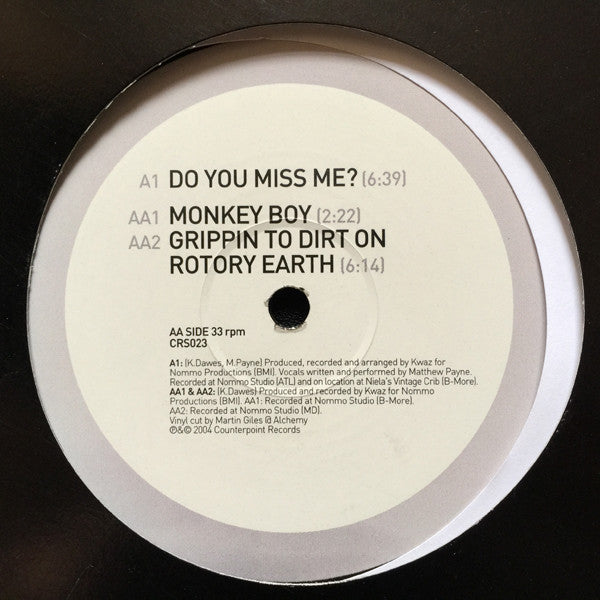 A1 DO YOU MISS ME? (6:39)
AA1 MONKEY BOY (2:22)
AA2 GRIPPIN TO DIRT ON
ROTORY EARTH (6:14)
AA SIDE 33 rpm
CRS023
A1: (K.Dawes, M.Payne) Produced, recorded and arranged by Kwaz for
Nommo Productions (BMI). Vocals written and performed by Matthew Payne.
Recorded at Nommo Studio (ATL) and on location at Niela's Vintage Crib (B-More).
AA1 & AA2: (K.Dawes) Produced and recorded by Kwaz for Nommo
Productions (BMI). AA1: Recorded at Nommo Studio (B-More).
AA2: Recorded at Nommo Studio (MD).
Vinyl cut by Martin Giles @ Alchemy
℗&© 2004 Counterpoint Records